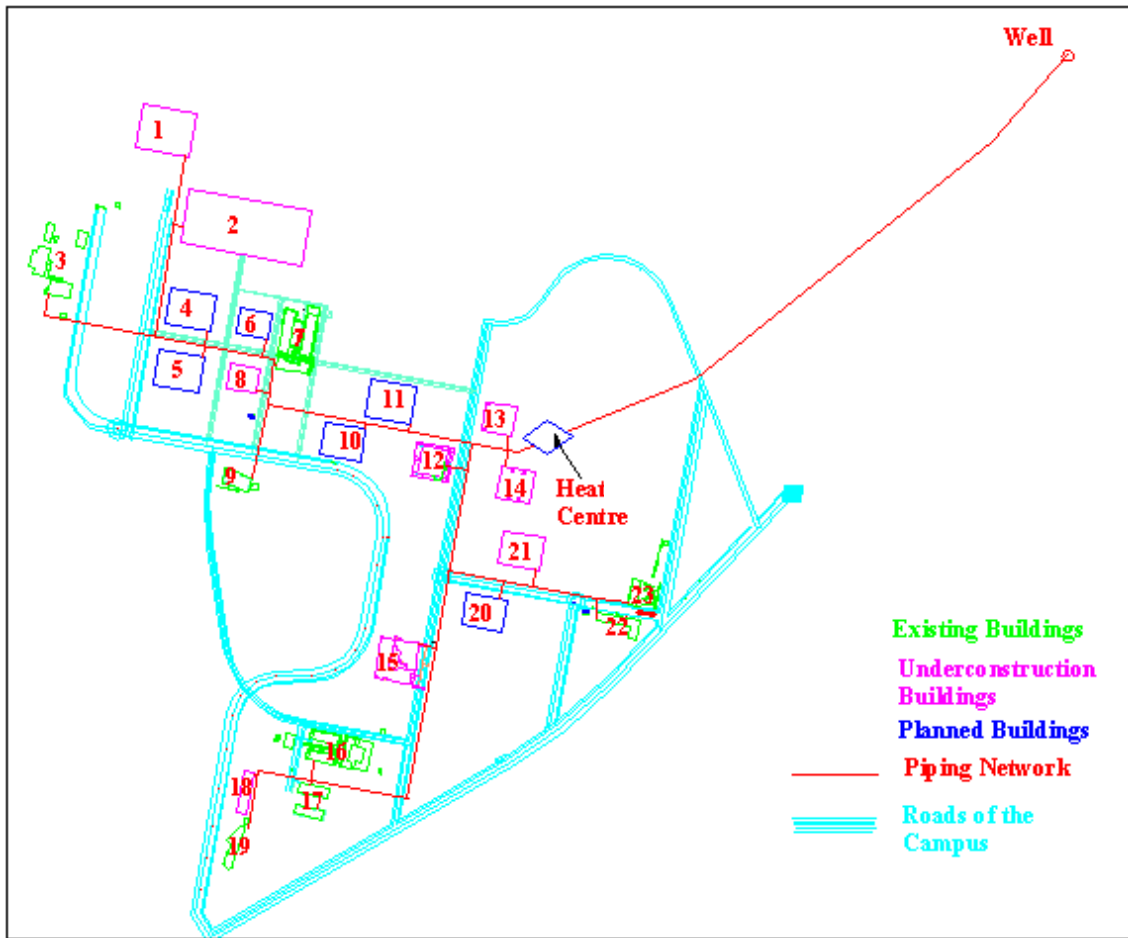 Well
1
2
3
4
6
7
5
8
11
13
10
12
9
14
Heat
Centre
21
23
20
22
15
Existing Buildings
Underconstruction
Buildings
Planned Buildings
16
Piping Network
18
17
Roads of the
Campus
19